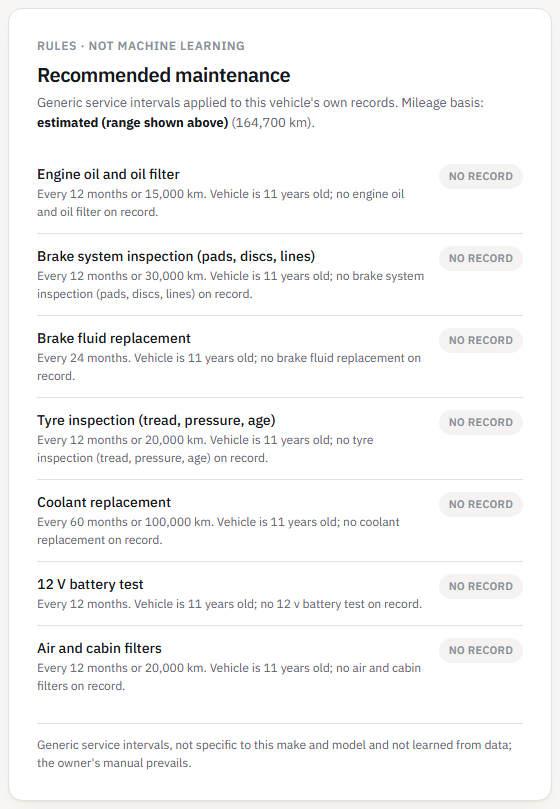 RULES · NOT MACHINE LEARNING
Recommended maintenance
Generic service intervals applied to this vehicle's own records. Mileage basis:
estimated (range shown above) (164,700 km).
Engine oil and oil filter
NO RECORD
Every 12 months or 15,000 km. Vehicle is 11 years old; no engine oil
and oil filter on record.
Brake system inspection (pads, discs, lines)
NO RECORD
Every 12 months or 30,000 km. Vehicle is 11 years old; no brake system
inspection (pads, discs, lines) on record.
Brake fluid replacement
NO RECORD
Every 24 months. Vehicle is 11 years old; no brake fluid replacement on
record.
Tyre inspection (tread, pressure, age)
NO RECORD
Every 12 months or 20,000 km. Vehicle is 11 years old; no tyre
inspection (tread, pressure, age) on record.
Coolant replacement
NO RECORD
Every 60 months or 100,000 km. Vehicle is 11 years old; no coolant
replacement on record.
12 V battery test
NO RECORD
Every 12 months. Vehicle is 11 years old; no 12 v battery test on record.
Air and cabin filters
NO RECORD
Every 12 months or 20,000 km. Vehicle is 11 years old; no air and cabin
filters on record.
Generic service intervals, not specific to this make and model and not learned from data;
the owner's manual prevails.